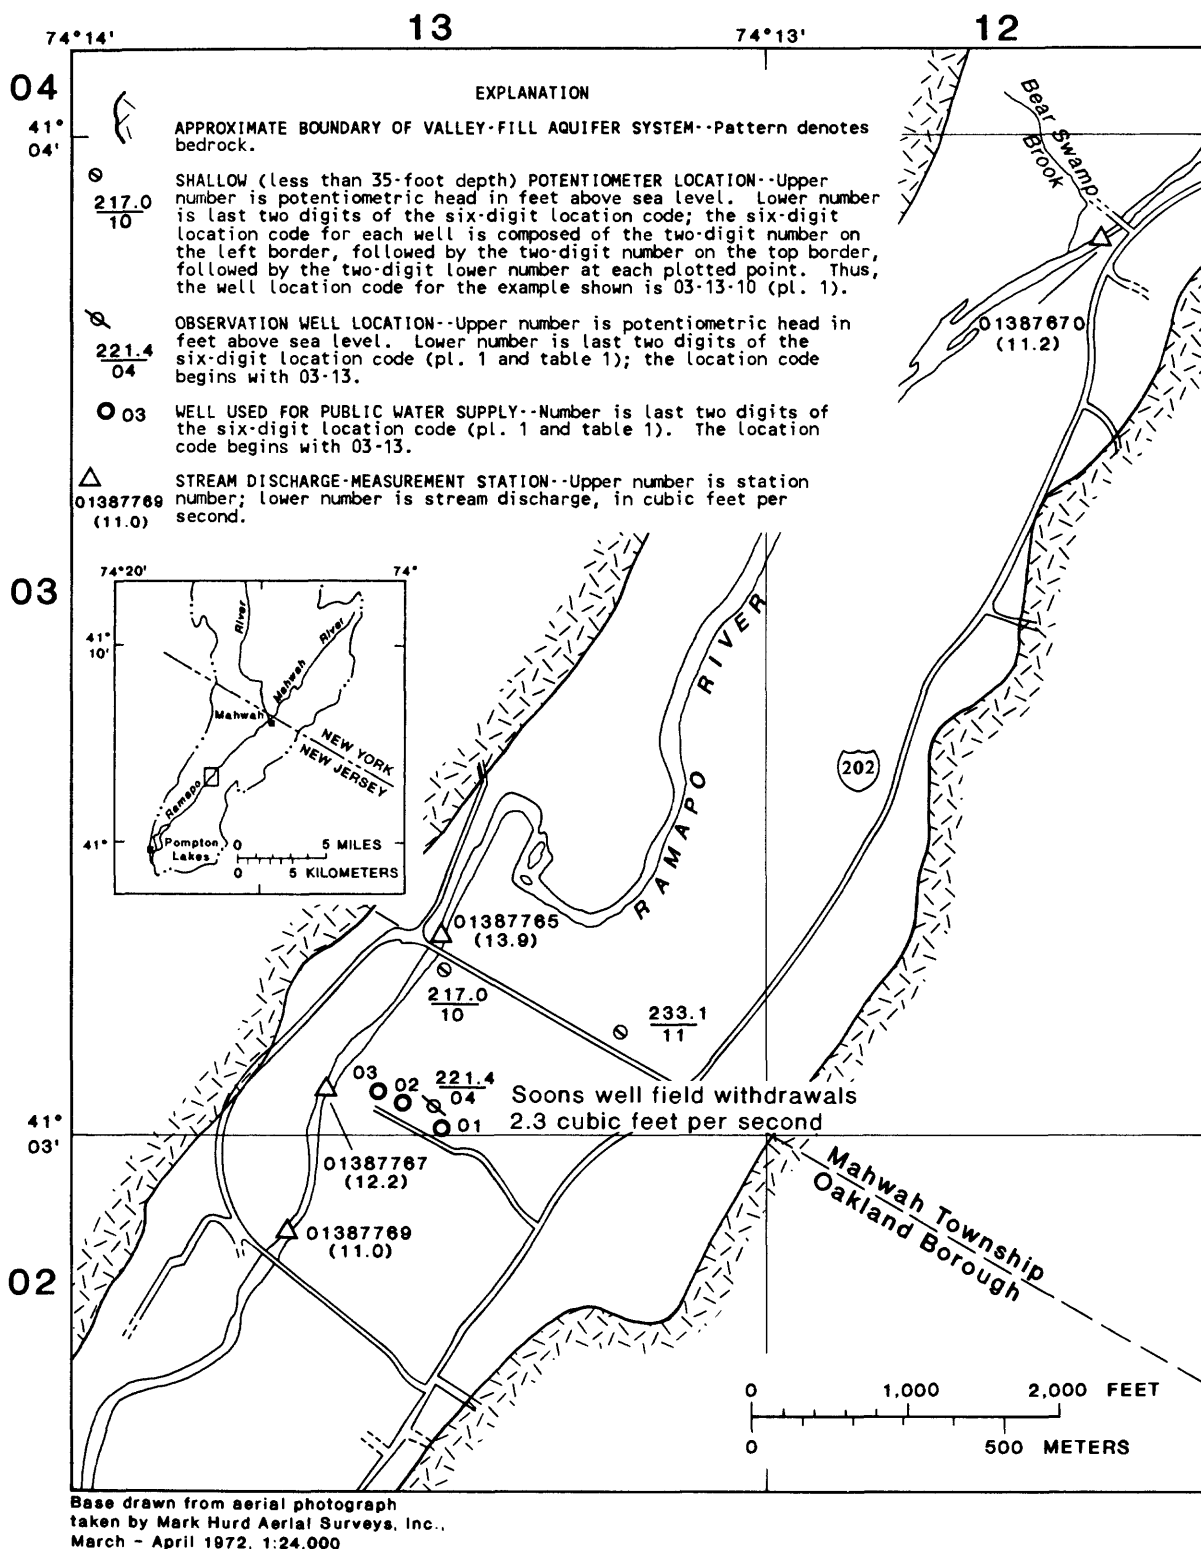 13
12
74°14'
74°13'
04
41°
04'
EXPLANATION
APPROXIMATE BOUNDARY OF VALLEY-FILL AQUIFER SYSTEM--Pattern denotes
bedrock.
217.0
10
SHALLOW (less than 35-foot depth) POTENTIOMETER LOCATION--Upper
number is potentiometric head in feet above sea level. Lower number
is last two digits of the six-digit location code; the six-digit
location code for each well is composed of the two-digit number on
the left border, followed by the two-digit number on the top border,
followed by the two-digit lower number at each plotted point. Thus,
the well location code for the example shown is 03-13-10 (pl. 1).
221.4
04
OBSERVATION WELL LOCATION--Upper number is potentiometric head in
feet above sea level. Lower number is last two digits of the
six-digit location code (pl. 1 and table 1); the location code
begins with 03-13.
03
WELL USED FOR PUBLIC WATER SUPPLY--Number is last two digits of
the six-digit location code (pl. 1 and table 1). The location
code begins with 03-13.
01387769
(11.0)
STREAM DISCHARGE-MEASUREMENT STATION--Upper number is station
number; lower number is stream discharge, in cubic feet per
second.
Bear Swamp
Brook
01387670
(11.2)
03
74°20'
74°
41°
10'
River
Mahwah River
Mahwah
NEW YORK
NEW JERSEY
Ramapo
41°
Pompton
Lakes
0 5 MILES
0 5 KILOMETERS
RAMAPO RIVER
202
01387765
(13.9)
217.0
10
233.1
11
03
02
221.4
04
01
Soons well field withdrawals
2.3 cubic feet per second
41°
03'
01387767
(12.2)
01387769
(11.0)
Mahwah Township
Oakland Borough
02
0 1,000 2,000 FEET
0 500 METERS
Base drawn from aerial photograph
taken by Mark Hurd Aerial Surveys, Inc.,
March - April 1972, 1:24,000